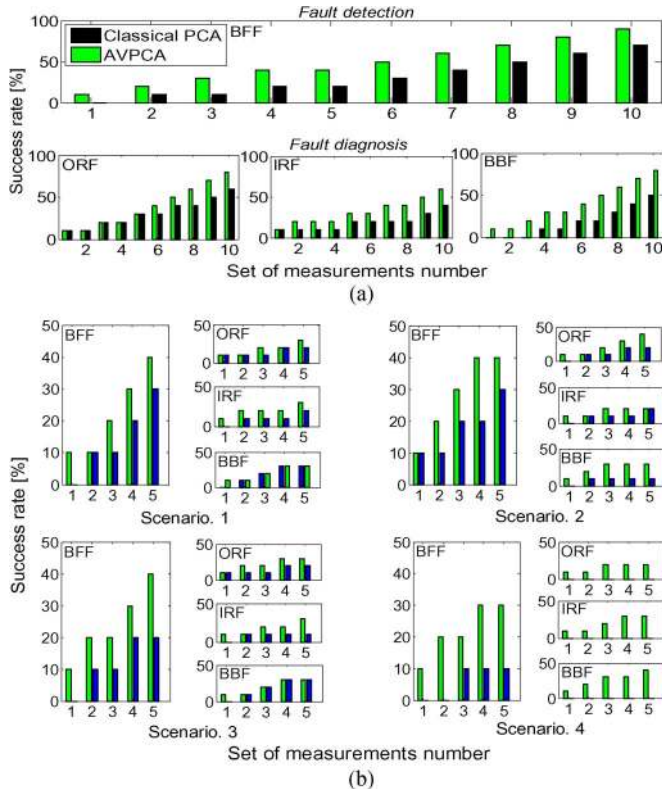 Fault detection
100
50
0
BFF
Classical PCA
AVPCA
1 2 3 4 5 6 7 8 9 10
Success rate [%]
Fault diagnosis
100
50
0
ORF
2 4 6 8 10
100
50
0
IRF
2 4 6 8 10
100
50
0
BBF
2 4 6 8 10
Set of measurements number
(a)
50
40
30
20
10
0
BFF
1 2 3 4 5
50
0
ORF
1 2 3 4 5
50
0
IRF
1 2 3 4 5
50
0
BBF
1 2 3 4 5
Scenario. 1
50
40
30
20
10
0
BFF
1 2 3 4 5
50
0
ORF
1 2 3 4 5
50
0
IRF
1 2 3 4 5
50
0
BBF
1 2 3 4 5
Scenario. 2
Success rate [%]
50
40
30
20
10
0
BFF
1 2 3 4 5
50
0
ORF
1 2 3 4 5
50
0
IRF
1 2 3 4 5
50
0
BBF
1 2 3 4 5
Scenario. 3
50
40
30
20
10
0
BFF
1 2 3 4 5
50
0
ORF
1 2 3 4 5
50
0
IRF
1 2 3 4 5
50
0
BBF
1 2 3 4 5
Scenario. 4
Set of measurements number
(b)